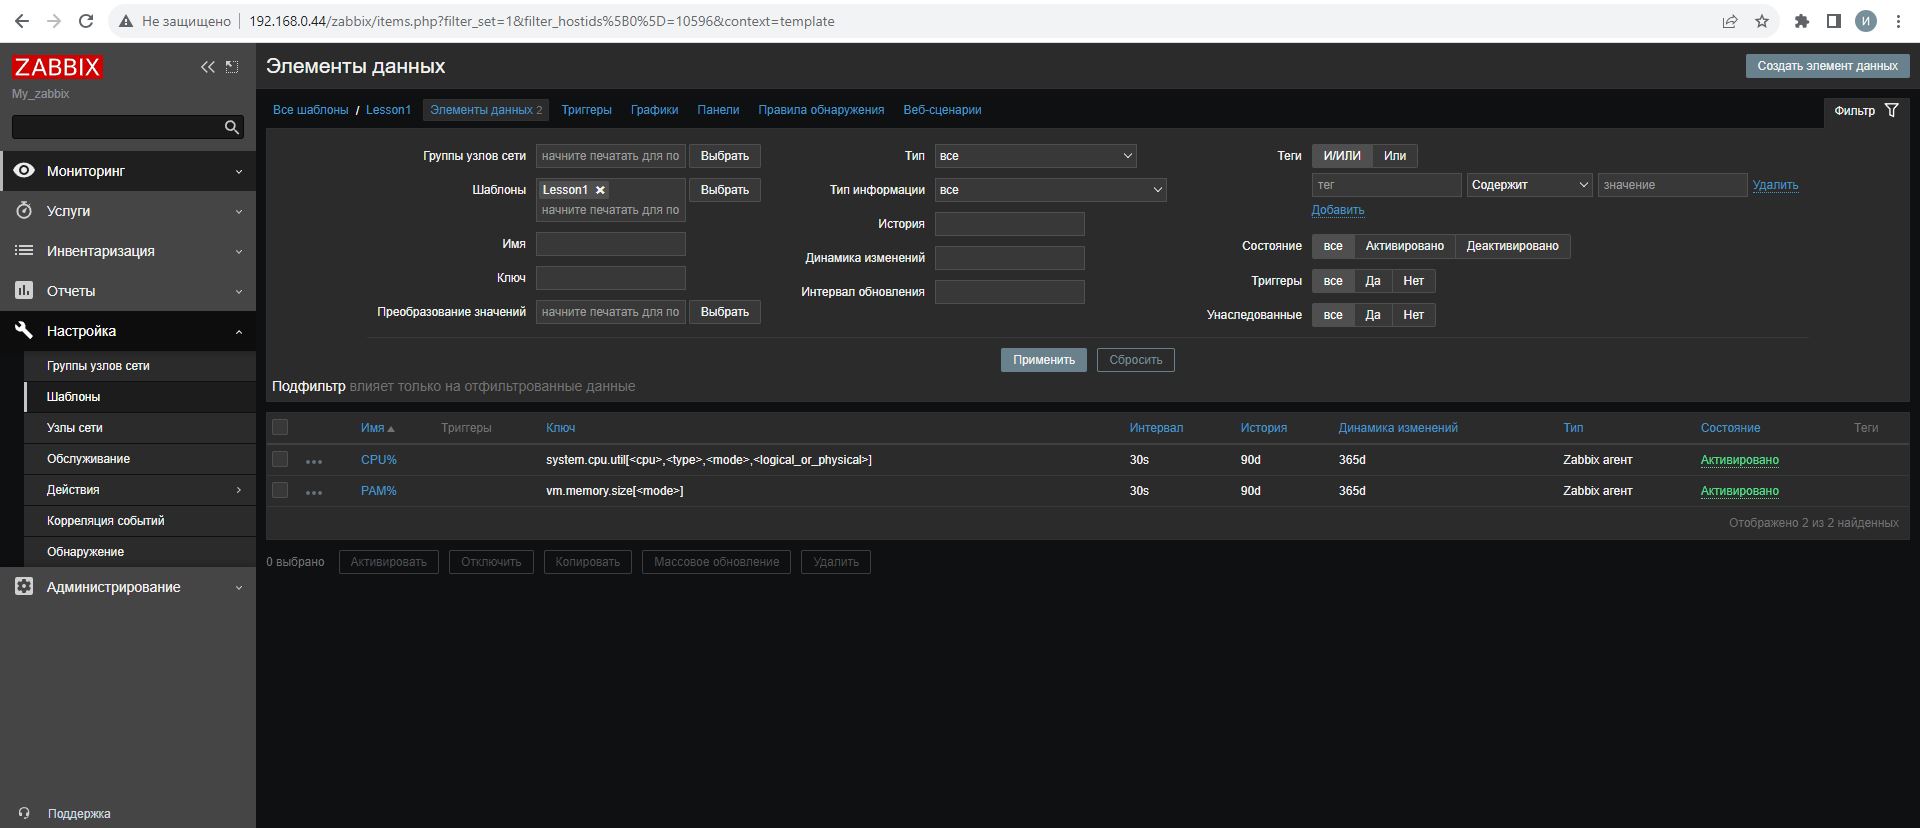 Не защищено 192.168.0.44/zabbix/items.php?filter_set=1&filter_hostids%5B0%5D=10596&context=template
И
ZABBIX
My_zabbix
Мониторинг
Услуги
Инвентаризация
Отчеты
Настройка
Группы узлов сети
Шаблоны
Узлы сети
Обслуживание
Действия
Корреляция событий
Обнаружение
Администрирование
Поддержка
Элементы данных
Создать элемент данных
Все шаблоны / Lesson1 Элементы данных 2 Триггеры Графики Панели Правила обнаружения Веб-сценарии
Фильтр
Группы узлов сети начните печатать для по Выбрать
Шаблоны Lesson1 Выбрать
начните печатать для по
Имя
Ключ
Преобразование значений начните печатать для по Выбрать
Тип все
Тип информации все
История
Динамика изменений
Интервал обновления
Теги И/ИЛИ Или
тег Содержит значение Удалить
Добавить
Состояние все Активировано Деактивировано
Триггеры все Да Нет
Унаследованные все Да Нет
Применить Сбросить
Подфильтр влияет только на отфильтрованные данные
Имя Триггеры Ключ Интервал История Динамика изменений Тип Состояние Теги
CPU% system.cpu.util[<cpu>,<type>,<mode>,<logical_or_physical>] 30s 90d 365d Zabbix агент Активировано
PAM% vm.memory.size[<mode>] 30s 90d 365d Zabbix агент Активировано
Отображено 2 из 2 найденных
0 выбрано Активировать Отключить Копировать Массовое обновление Удалить